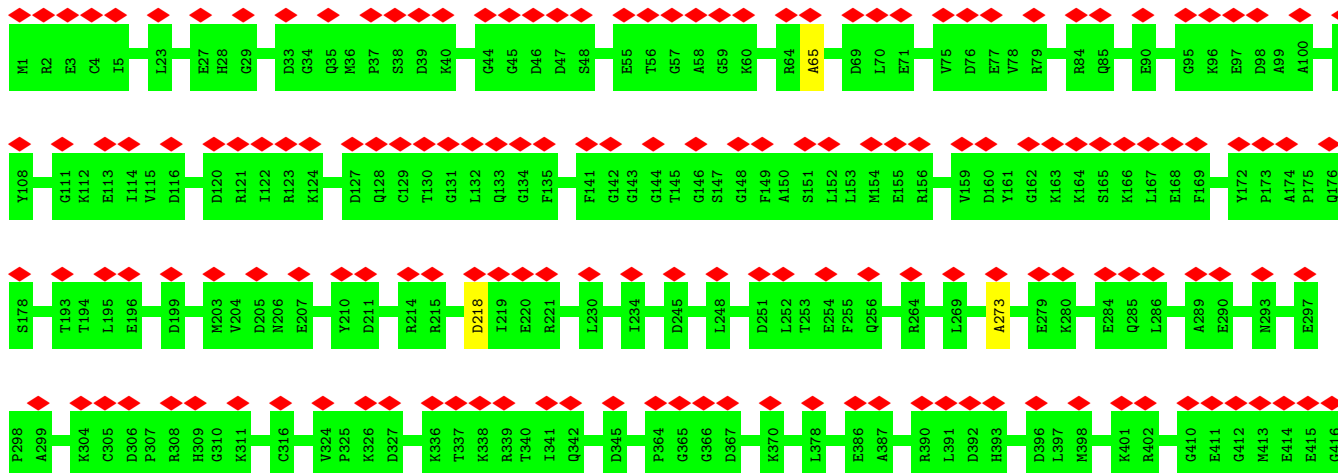 M1 R2 E3 C4 I5 L23 E27 H28 G29 D33 G34 Q35 M36 P37 S38 D39 K40 G44 G45 D46 D47 S48 E55 T56 G57 A58 G59 K60 R64 A65 D69 L70 E71 V75 D76 E77 V78 R79 R84 Q85 E90 G95 K96 E97 D98 A99 A100
Y108 G111 K112 E113 I114 V115 D116 D120 R121 I122 R123 K124 D127 Q128 C129 T130 G131 L132 Q133 G134 F135 F141 G142 G143 G144 T145 G146 S147 G148 F149 A150 S151 L152 L153 M154 E155 R156 V159 D160 Y161 G162 K163 K164 S165 K166 L167 E168 F169 Y172 P173 A174 P175 Q176
S178 T193 T194 L195 E196 D199 M203 V204 D205 N206 E207 Y210 D211 R214 R215 D218 I219 E220 R221 L230 I234 D245 L248 D251 L252 T253 E254 F255 Q256 R264 L269 A273 E279 K280 E284 Q285 L286 A289 E290 N293 E297
P298 A299 K304 C305 D306 P307 R308 H309 G310 K311 C316 V324 P325 K326 D327 K336 T337 K338 R339 T340 I341 Q342 D345 P364 G365 G366 D367 K370 L378 E386 A387 R390 L391 D392 H393 D396 L397 M398 K401 R402 G410 E411 G412 M413 E414 E415 G416